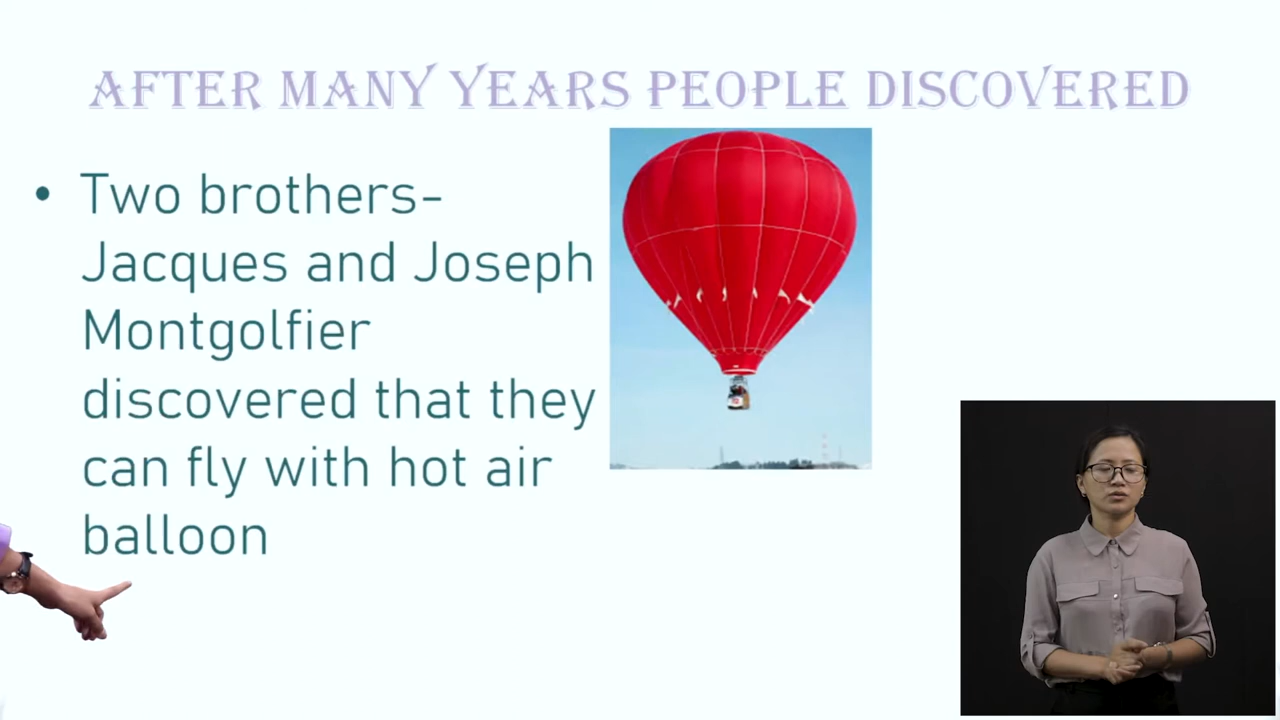 AFTER MANY YEARS PEOPLE DISCOVERED
• Two brothers-
Jacques and Joseph
Montgolfier
discovered that they
can fly with hot air
balloon